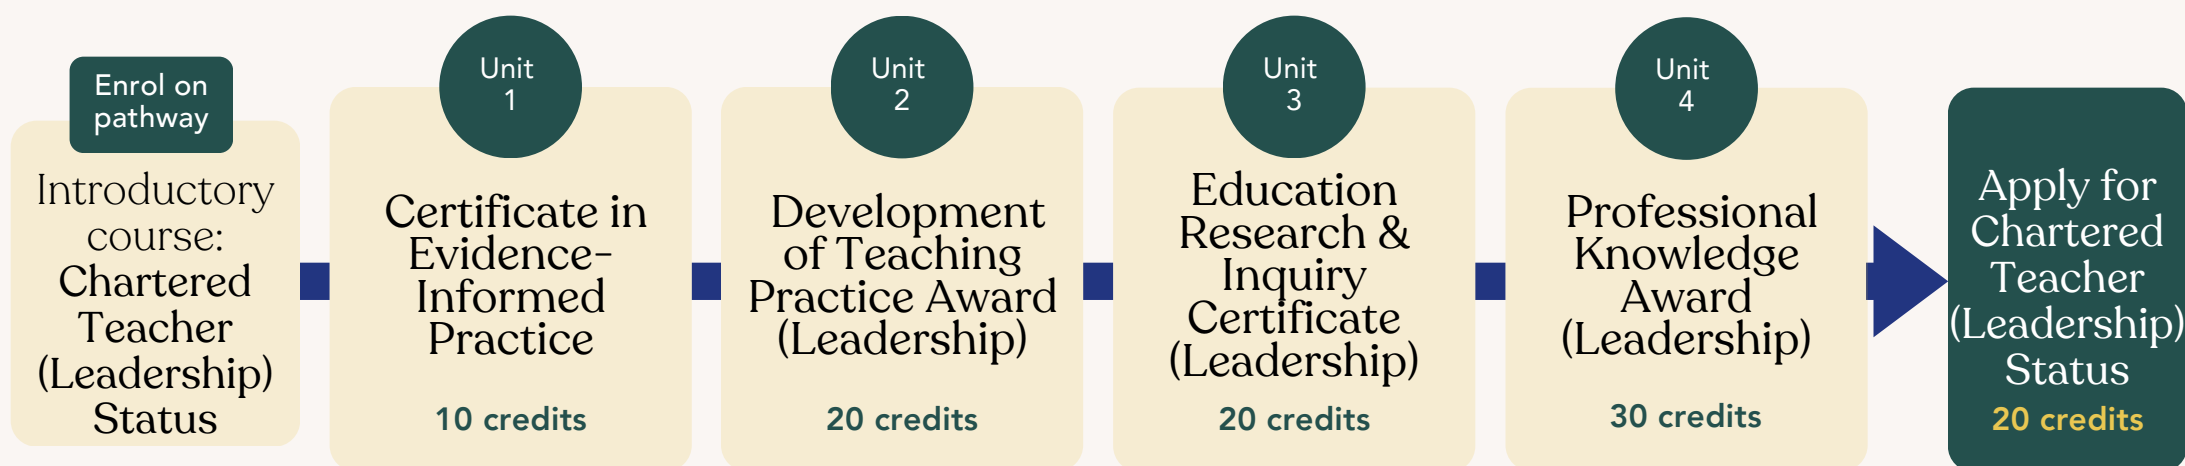 Enrol on
pathway
Introductory
course:
Chartered
Teacher
(Leadership)
Status
Unit
1
Certificate in
Evidence-
Informed
Practice
10 credits
Unit
2
Development
of Teaching
Practice Award
(Leadership)
20 credits
Unit
3
Education
Research &
Inquiry
Certificate
(Leadership)
20 credits
Unit
4
Professional
Knowledge
Award
(Leadership)
30 credits
Apply for
Chartered
Teacher
(Leadership)
Status
20 credits